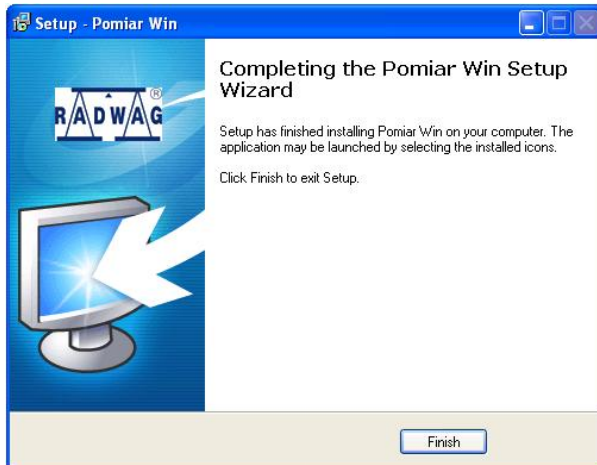 Setup - Pomiar Win
RADWAG®
Completing the Pomiar Win Setup
Wizard
Setup has finished installing Pomiar Win on your computer. The
application may be launched by selecting the installed icons.
Click Finish to exit Setup.
Finish